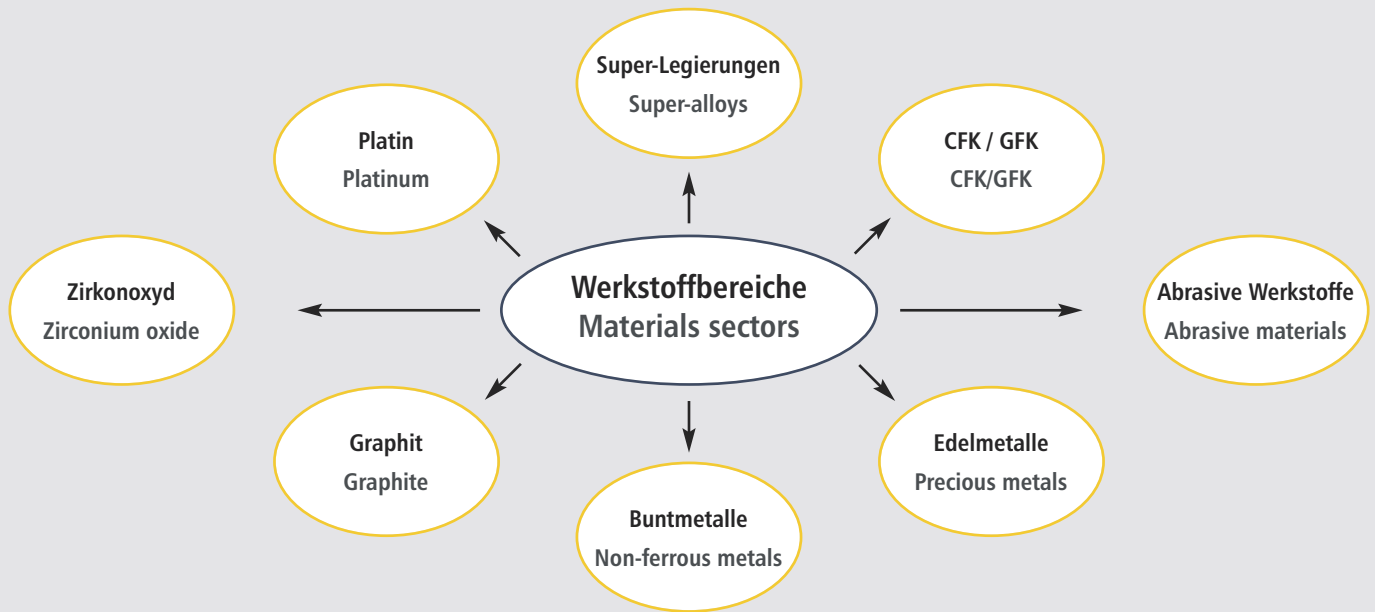 Super-Legierungen
Super-alloys
Platin
Platinum
CFK / GFK
CFK/GFK
Zirkonoxyd
Zirconium oxide
Werkstoffbereiche
Materials sectors
Abrasive Werkstoffe
Abrasive materials
Graphit
Graphite
Edelmetalle
Precious metals
Buntmetalle
Non-ferrous metals